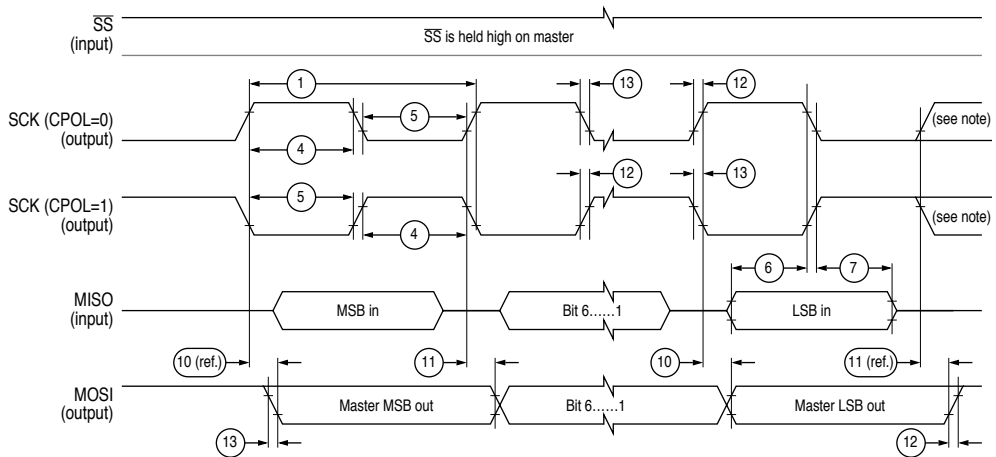 S̅S̅
(input)
S̅S̅ is held high on master
1
13
12
SCK (CPOL=0)
(output)
5
(see note)
4
5
12
13
SCK (CPOL=1)
(output)
4
(see note)
6
7
MISO
(input)
MSB in
Bit 6......1
LSB in
10 (ref.)
11
10
11 (ref.)
MOSI
(output)
Master MSB out
Bit 6......1
Master LSB out
13
12